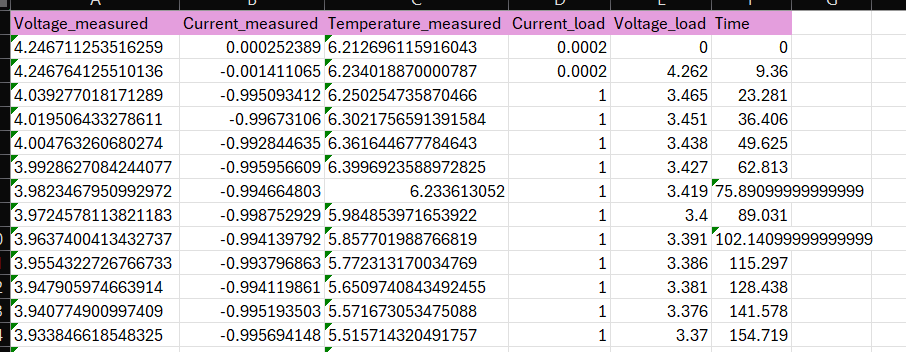 Voltage_measured Current_measured Temperature_measured Current_load Voltage_load Time
4.246711253516259 0.000252389 6.212696115916043 0.0002 0 0
4.246764125510136 -0.001411065 6.234018870000787 0.0002 4.262 9.36
4.039277018171289 -0.995093412 6.250254735870466 1 3.465 23.281
4.019506433278611 -0.99673106 6.3021756591391584 1 3.451 36.406
4.004763260680274 -0.992844635 6.361644677784643 1 3.438 49.625
3.9928627084244077 -0.995956609 6.39969235889728​25 1 3.427 62.813
3.9823467950992972 -0.994664803 6.233613052 1 3.419 75.89099999999999
3.97245781138211​83 -0.998752929 5.984853971653922 1 3.4 89.031
3.9637400413432737 -0.994139792 5.857701988766819 1 3.391 102.14099999999999
3.9554322726766733 -0.993796863 5.772313170034769 1 3.386 115.297
3.947905974663914 -0.994119861 5.6509740843492455 1 3.381 128.438
3.940774900997409 -0.995193503 5.571673053475088 1 3.376 141.578
3.933846618548325 -0.995694148 5.515714320491757 1 3.37 154.719